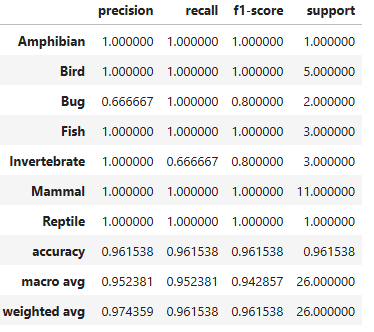 precision recall f1-score support
Amphibian 1.000000 1.000000 1.000000 1.000000
Bird 1.000000 1.000000 1.000000 5.000000
Bug 0.666667 1.000000 0.800000 2.000000
Fish 1.000000 1.000000 1.000000 3.000000
Invertebrate 1.000000 0.666667 0.800000 3.000000
Mammal 1.000000 1.000000 1.000000 11.000000
Reptile 1.000000 1.000000 1.000000 1.000000
accuracy 0.961538 0.961538 0.961538 0.961538
macro avg 0.952381 0.952381 0.942857 26.000000
weighted avg 0.974359 0.961538 0.961538 26.000000